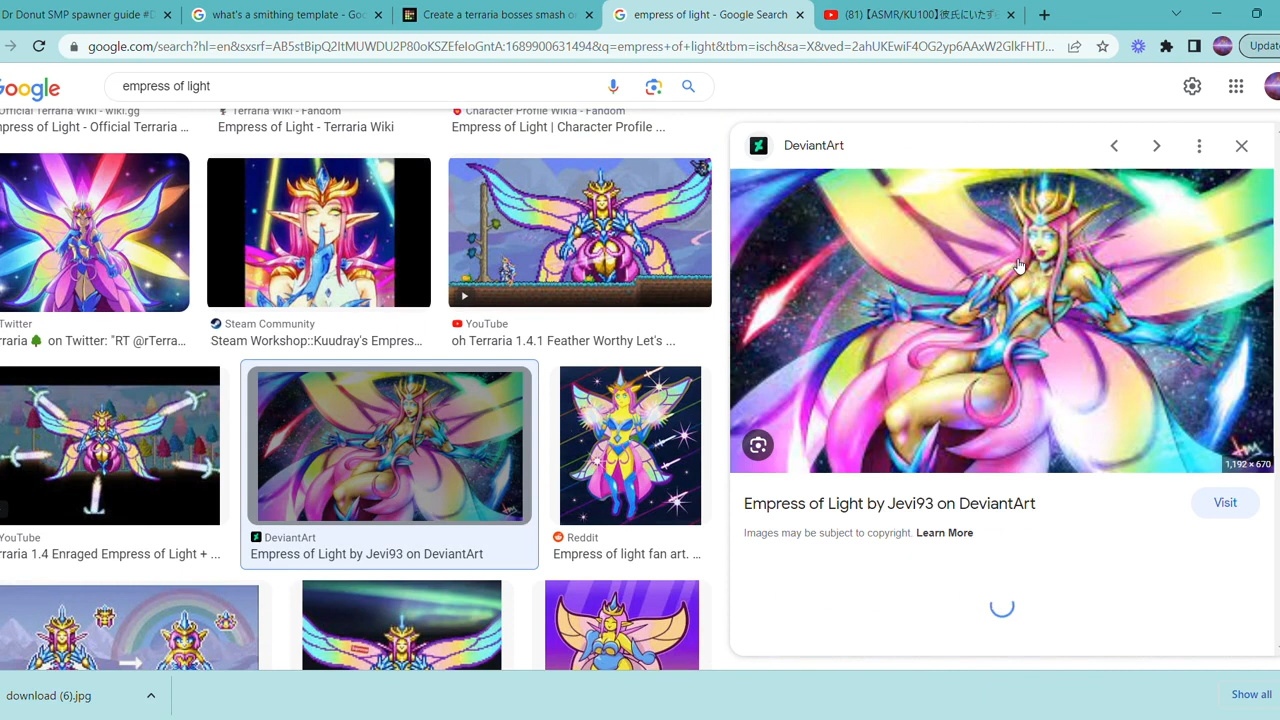 Dr Donut SMP spawner guide #D
what's a smithing template - Goo
Create a terraria bosses smash or
empress of light - Google Search
(81) 【ASMR/KU100】彼氏にいたずら
google.com/search?hl=en&sxsrf=AB5stBipQ2ItMUWDU2P80oKSZEfeIoGntA:1689900631494&q=empress+of+light&tbm=isch&sa=X&ved=2ahUKEwiF4OG2yp6AAxW2GlkFHTJ...
Update
Google
empress of light
Official Terraria Wiki - wiki.gg
Terraria Wiki - Fandom
Character Profile Wikia - Fandom
mpress of Light - Official Terraria ...
Empress of Light - Terraria Wiki
Empress of Light | Character Profile ...
DeviantArt
Twitter
Steam Community
YouTube
rraria🌲 on Twitter: "RT @rTerra...
Steam Workshop::Kuudray's Empres...
oh Terraria 1.4.1 Feather Worthy Let's ...
1,192 × 670
Empress of Light by Jevi93 on DeviantArt
Visit
Images may be subject to copyright. Learn More
YouTube
DeviantArt
Reddit
rraria 1.4 Enraged Empress of Light + ...
Empress of Light by Jevi93 on DeviantArt
Empress of light fan art. ...
download (6).jpg
Show all